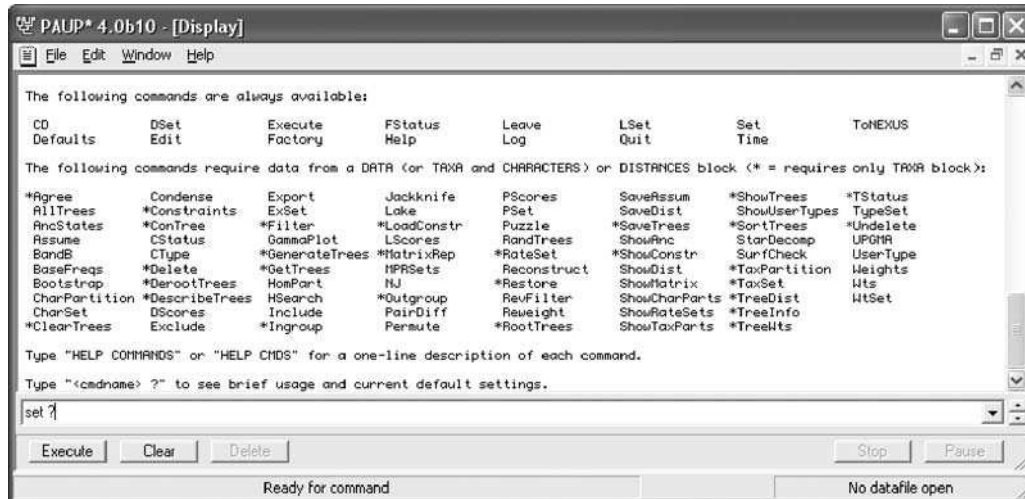 PAUP* 4.0b10 - [Display]
File Edit Window Help
The following commands are always available:
CD DSet Execute FStatus Leave LSet Set ToNEXUS
Defaults Edit Factory Help Log Quit Time
The following commands require data from a DATA (or TAXA and CHARACTERS) or DISTANCES block (* = requires only TAXA block):
*Agree Condense Export Jackknife PScores SaveAssum *ShowTrees *TStatus
AllTrees *Constraints ExSet Lake PSet SaveDist ShowUserTypes TypeSet
AncStates *ConTree *Filter *LoadConstr Puzzle *SaveTrees *SortTrees *Undelete
Assume CStatus GammaPlot LScores RandTrees ShowAnc StarDecomp UPGMA
BandB CType *GenerateTrees *MatrixRep *RateSet *ShowConstr SurfCheck UserType
BaseFreqs *Delete *GetTrees MPRSets Reconstruct ShowDist *TaxPartition Weights
Bootstrap *DerootTrees HomPart NJ *Restore ShowMatrix *TaxSet Wts
CharPartition *DescribeTrees HSearch *Outgroup RevFilter ShowCharParts *TreeDist WtSet
CharSet DScores Include PairDiff Reweight ShowRateSets *TreeInfo
*ClearTrees Exclude *Ingroup Permute *RootTrees ShowTaxParts *TreeWts
Type "HELP COMMANDS" or "HELP CMDS" for a one-line description of each command.
Type "<cmdname> ?" to see brief usage and current default settings.
set ?
Execute Clear Delete Stop Pause
Ready for command No datafile open